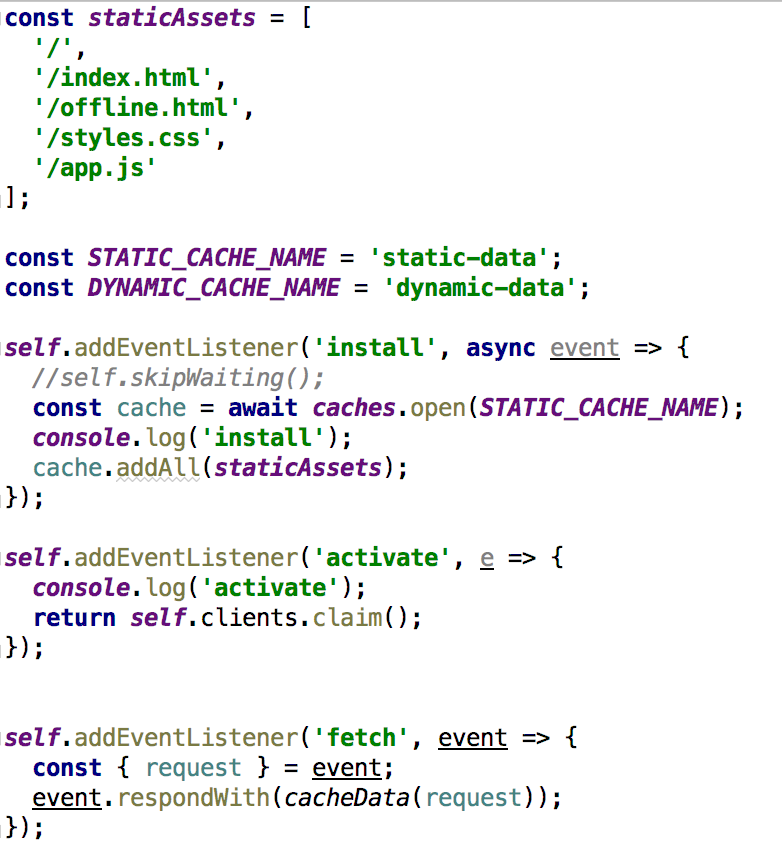 const staticAssets = [
  '/',
  '/index.html',
  '/offline.html',
  '/styles.css',
  '/app.js'
];

const STATIC_CACHE_NAME = 'static-data';
const DYNAMIC_CACHE_NAME = 'dynamic-data';

self.addEventListener('install', async event => {
  //self.skipWaiting();
  const cache = await caches.open(STATIC_CACHE_NAME);
  console.log('install');
  cache.addAll(staticAssets);
});

self.addEventListener('activate', e => {
  console.log('activate');
  return self.clients.claim();
});


self.addEventListener('fetch', event => {
  const { request } = event;
  event.respondWith(cacheData(request));
});